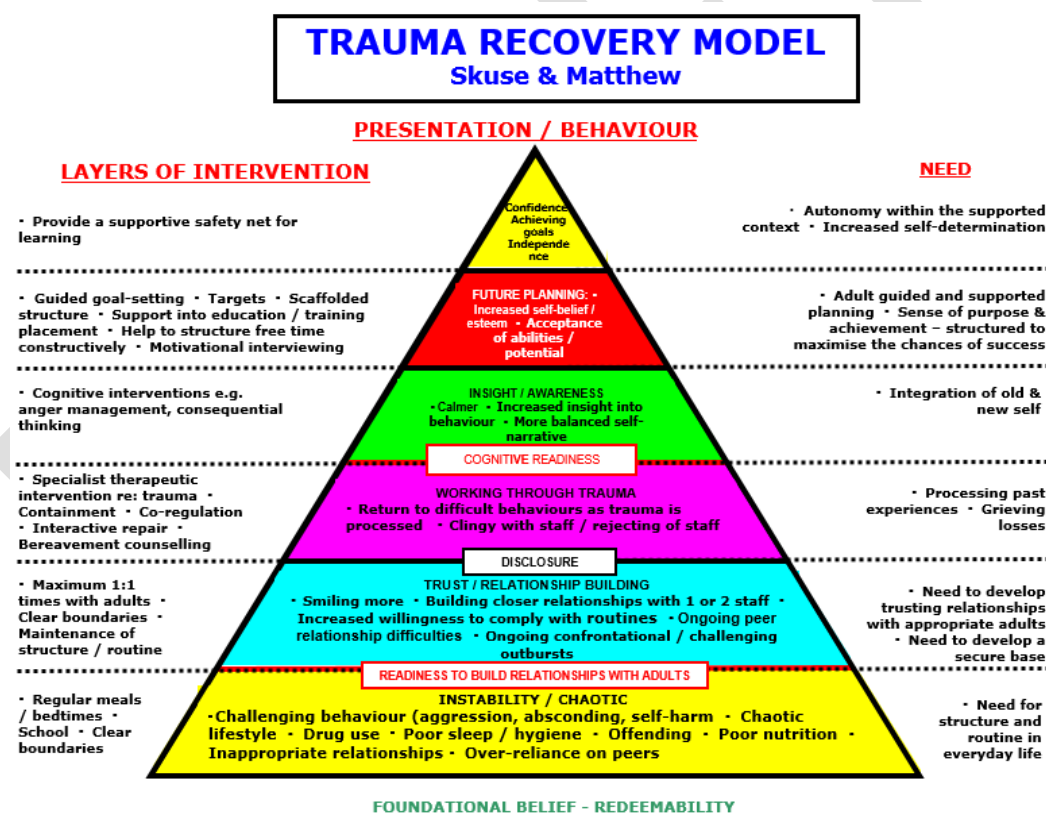 TRAUMA RECOVERY MODEL
Skuse & Matthew
PRESENTATION / BEHAVIOUR
LAYERS OF INTERVENTION
NEED
· Provide a supportive safety net for
learning
Confidence
Achieving
goals
Independe
nce
· Autonomy within the supported
context · Increased self-determination
· Guided goal-setting · Targets · Scaffolded
structure · Support into education / training
placement · Help to structure free time
constructively · Motivational interviewing
FUTURE PLANNING: ·
Increased self-belief /
esteem · Acceptance
of abilities /
potential
· Adult guided and supported
planning · Sense of purpose &
achievement – structured to
maximise the chances of success
· Cognitive interventions e.g.
anger management, consequential
thinking
INSIGHT / AWARENESS
· Calmer · Increased insight into
behaviour · More balanced self-
narrative
· Integration of old &
new self
COGNITIVE READINESS
· Specialist therapeutic
intervention re: trauma ·
Containment · Co-regulation
· Interactive repair ·
Bereavement counselling
WORKING THROUGH TRAUMA
· Return to difficult behaviours as trauma is
processed · Clingy with staff / rejecting of staff
· Processing past
experiences · Grieving
losses
DISCLOSURE
· Maximum 1:1
times with adults ·
Clear boundaries ·
Maintenance of
structure / routine
TRUST / RELATIONSHIP BUILDING
· Smiling more · Building closer relationships with 1 or 2 staff ·
Increased willingness to comply with routines · Ongoing peer
relationship difficulties · Ongoing confrontational / challenging
outbursts
· Need to develop
trusting relationships
with appropriate adults
· Need to develop a
secure base
READINESS TO BUILD RELATIONSHIPS WITH ADULTS
· Regular meals
/ bedtimes ·
School · Clear
boundaries
INSTABILITY / CHAOTIC
·Challenging behaviour (aggression, absconding, self-harm · Chaotic
lifestyle · Drug use · Poor sleep / hygiene · Offending · Poor nutrition ·
Inappropriate relationships · Over-reliance on peers
· Need for
structure and
routine in
everyday life
FOUNDATIONAL BELIEF - REDEEMABILITY